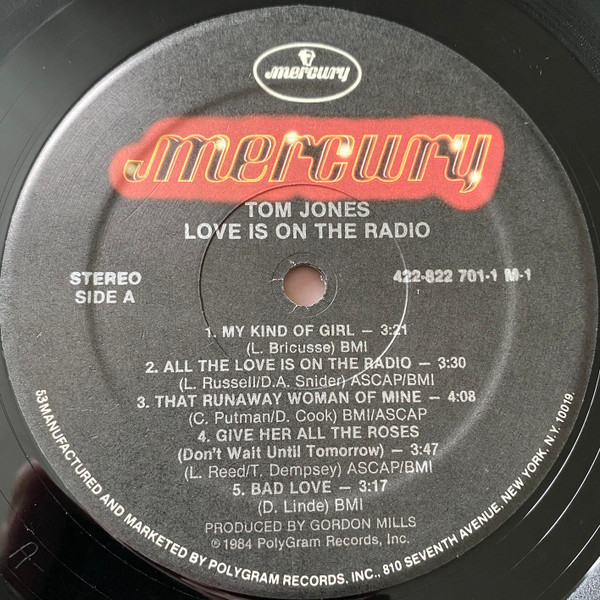 mercury
mercury
TOM JONES
LOVE IS ON THE RADIO
STEREO
SIDE A
422-822 701-1 M-1
1. MY KIND OF GIRL — 3:21
(L. Bricusse) BMI
2. ALL THE LOVE IS ON THE RADIO — 3:30
(L. Russell/D.A. Snider) ASCAP/BMI
3. THAT RUNAWAY WOMAN OF MINE — 4:08
(C. Putman/D. Cook) BMI/ASCAP
4. GIVE HER ALL THE ROSES
(Don't Wait Until Tomorrow) — 3:47
(L. Reed/T. Dempsey) ASCAP/BMI
5. BAD LOVE — 3:17
(D. Linde) BMI
PRODUCED BY GORDON MILLS
℗1984 PolyGram Records, Inc.
53 MANUFACTURED AND MARKETED BY POLYGRAM RECORDS. INC., 810 SEVENTH AVENUE, NEW YORK. N.Y. 10019.